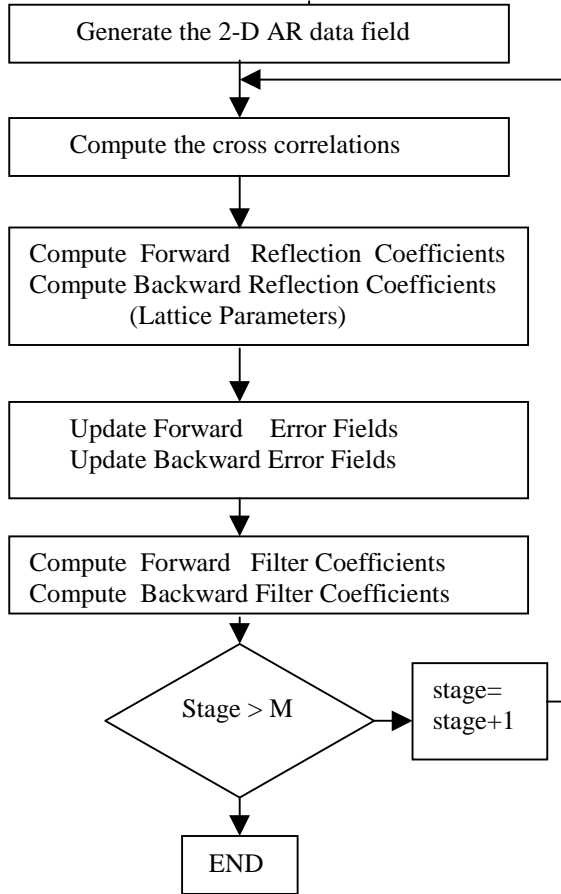 Generate the 2-D AR data field
Compute the cross correlations
Compute Forward Reflection Coefficients
Compute Backward Reflection Coefficients
(Lattice Parameters)
Update Forward Error Fields
Update Backward Error Fields
Compute Forward Filter Coefficients
Compute Backward Filter Coefficients
Stage > M
stage=
stage+1
END